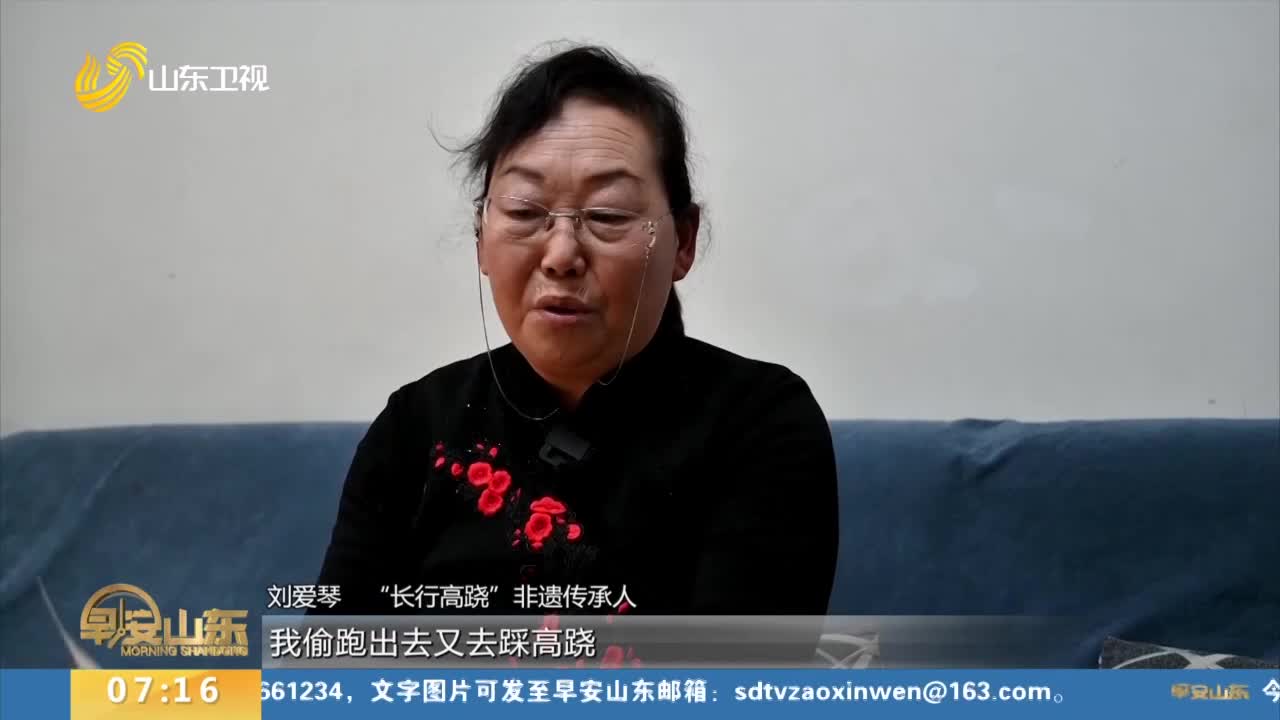 山东卫视
刘爱琴 “长行高跷”非遗传承人
早安山东
MORNING SHANDONG
我偷跑出去又去踩高跷
07:16
661234，文字图片可发至早安山东邮箱：sdtvzaoxinwen@163.com。
早安山东
今